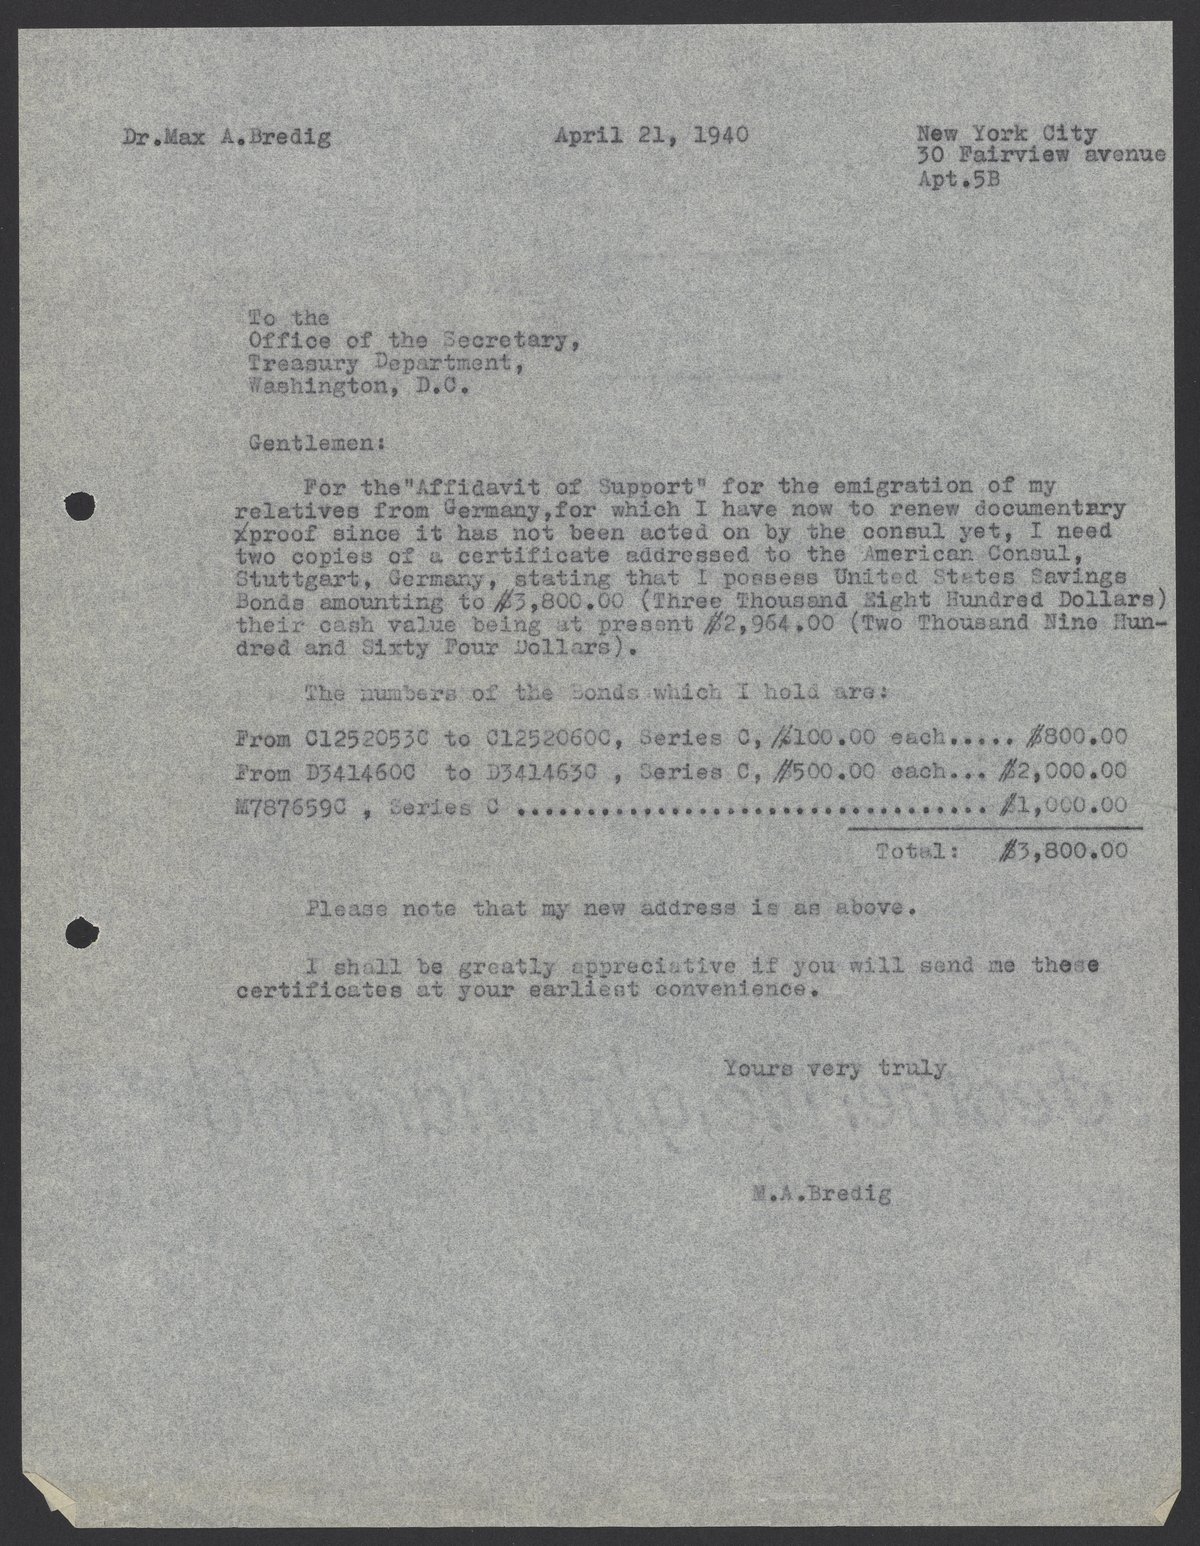 Dr.Max A.Bredig
April 21, 1940
New York City
30 Fairview avenue
Apt.5B
To the
Office of the Secretary,
Treasury Department,
Washington, D.C.
Gentlemen:
For the"Affidavit of Support" for the emigration of my
relatives from Germany,for which I have now to renew documentary
proof since it has not been acted on by the consul yet, I need
two copies of a certificate addressed to the American Consul,
Stuttgart, Germany, stating that I possess United States Savings
Bonds amounting to $3,800.00 (Three Thousand Eight Hundred Dollars)
their cash value being at present $2,964.00 (Two Thousand Nine Hun-
dred and Sixty Four Dollars).
The numbers of the Bonds which I hold are:
From C1252053C to C1252060C, Series C, $100.00 each..... $800.00
From D341460C to D341463C , Series C, $500.00 each... $2,000.00
M787659C , Series C .................................. $1,000.00
Total: $3,800.00
Please note that my new address is as above.
I shall be greatly appreciative if you will send me these
certificates at your earliest convenience.
Yours very truly
M.A.Bredig